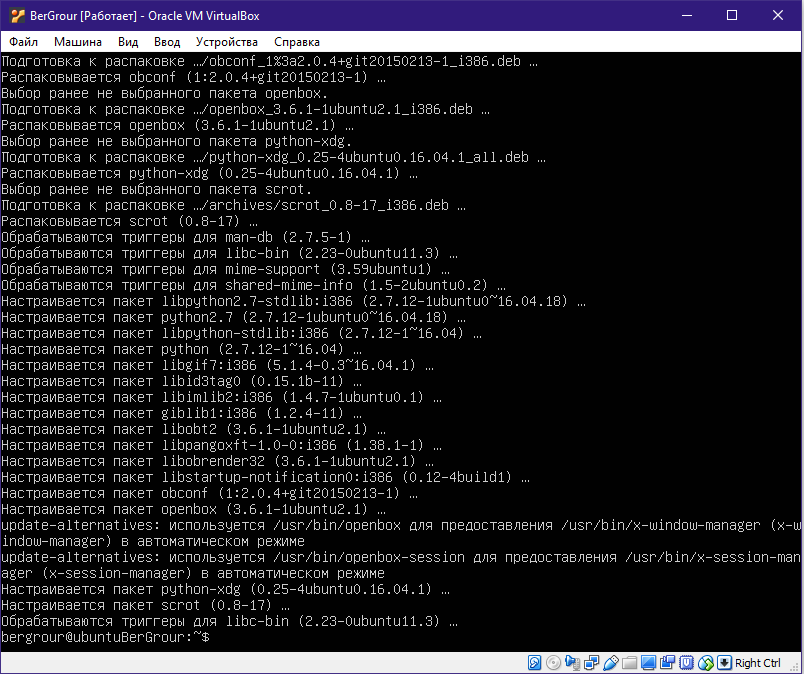 BerGrour [Работает] - Oracle VM VirtualBox
Файл Машина Вид Ввод Устройства Справка
Подготовка к распаковке …/obconf_1%3a2.0.4+git20150213-1_i386.deb …
Распаковывается obconf (1:2.0.4+git20150213-1) …
Выбор ранее не выбранного пакета openbox.
Подготовка к распаковке …/openbox_3.6.1-1ubuntu2.1_i386.deb …
Распаковывается openbox (3.6.1-1ubuntu2.1) …
Выбор ранее не выбранного пакета python-xdg.
Подготовка к распаковке …/python-xdg_0.25-4ubuntu0.16.04.1_all.deb …
Распаковывается python-xdg (0.25-4ubuntu0.16.04.1) …
Выбор ранее не выбранного пакета scrot.
Подготовка к распаковке …/archives/scrot_0.8-17_i386.deb …
Распаковывается scrot (0.8-17) …
Обрабатываются триггеры для man-db (2.7.5-1) …
Обрабатываются триггеры для libc-bin (2.23-0ubuntu11.3) …
Обрабатываются триггеры для mime-support (3.59ubuntu1) …
Обрабатываются триггеры для shared-mime-info (1.5-2ubuntu0.2) …
Настраивается пакет libpython2.7-stdlib:i386 (2.7.12-1ubuntu0~16.04.18) …
Настраивается пакет python2.7 (2.7.12-1ubuntu0~16.04.18) …
Настраивается пакет libpython-stdlib:i386 (2.7.12-1~16.04) …
Настраивается пакет python (2.7.12-1~16.04) …
Настраивается пакет libgif7:i386 (5.1.4-0.3~16.04.1) …
Настраивается пакет libid3tag0 (0.15.1b-11) …
Настраивается пакет libimlib2:i386 (1.4.7-1ubuntu0.1) …
Настраивается пакет giblib1:i386 (1.2.4-11) …
Настраивается пакет libobt2 (3.6.1-1ubuntu2.1) …
Настраивается пакет libpangoxft-1.0-0:i386 (1.38.1-1) …
Настраивается пакет libobrender32 (3.6.1-1ubuntu2.1) …
Настраивается пакет libstartup-notification0:i386 (0.12-4build1) …
Настраивается пакет obconf (1:2.0.4+git20150213-1) …
Настраивается пакет openbox (3.6.1-1ubuntu2.1) …
update-alternatives: используется /usr/bin/openbox для предоставления /usr/bin/x-window-manager (x-w
indow-manager) в автоматическом режиме
update-alternatives: используется /usr/bin/openbox-session для предоставления /usr/bin/x-session-man
ager (x-session-manager) в автоматическом режиме
Настраивается пакет python-xdg (0.25-4ubuntu0.16.04.1) …
Настраивается пакет scrot (0.8-17) …
Обрабатываются триггеры для libc-bin (2.23-0ubuntu11.3) …
bergrour@ubuntuBerGrour:~$
Right Ctrl